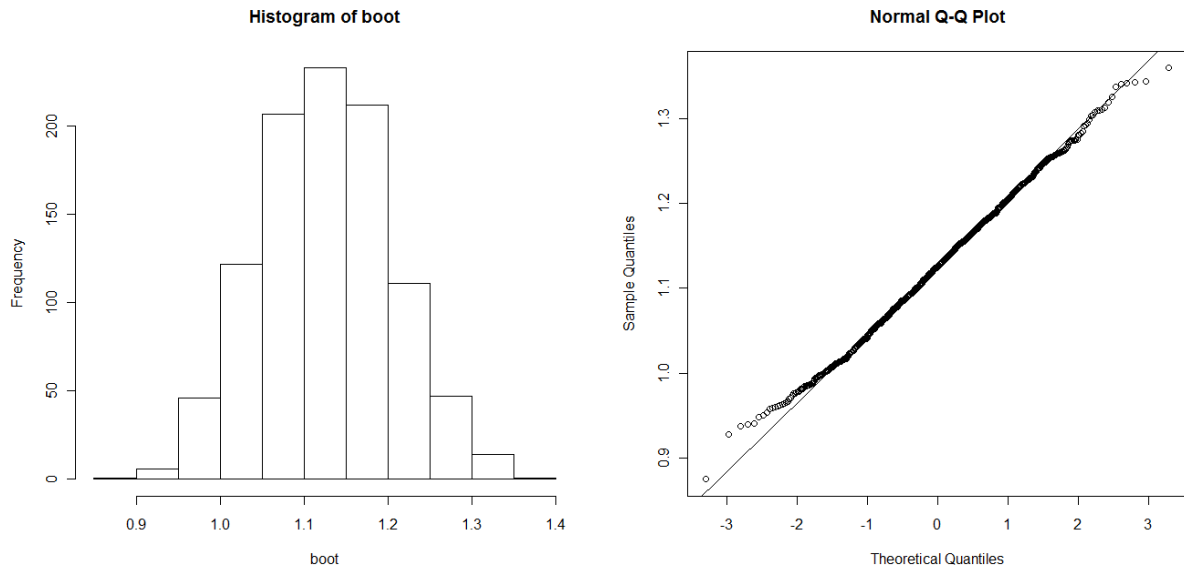 Histogram of boot
Frequency
200
150
100
50
0
0.9 1.0 1.1 1.2 1.3 1.4
boot
Normal Q-Q Plot
Sample Quantiles
1.3
1.2
1.1
1.0
0.9
-3 -2 -1 0 1 2 3
Theoretical Quantiles